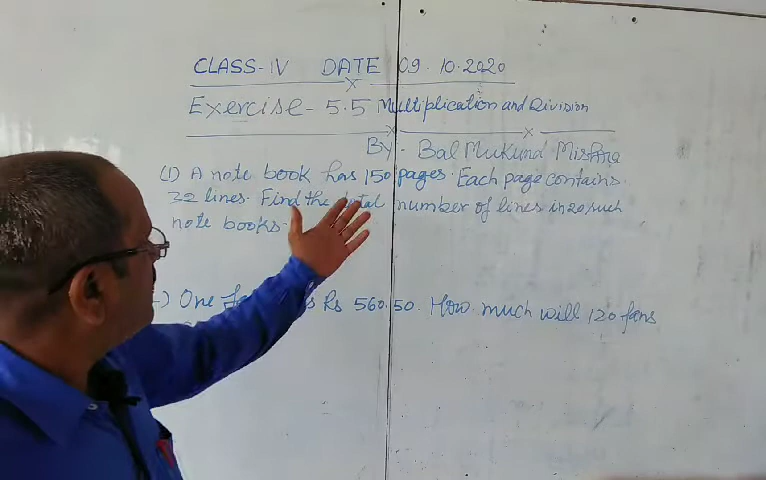 CLASS-IV DATE 09.10.2020
Exercise - 5.5 Multiplication and Division
By - Bal Mukund Mishra
(1) A note book has 150 pages. Each page contains
32 lines. Find the total number of lines in 20 such
note books.
One Rs 560.50. How much will 120 fans